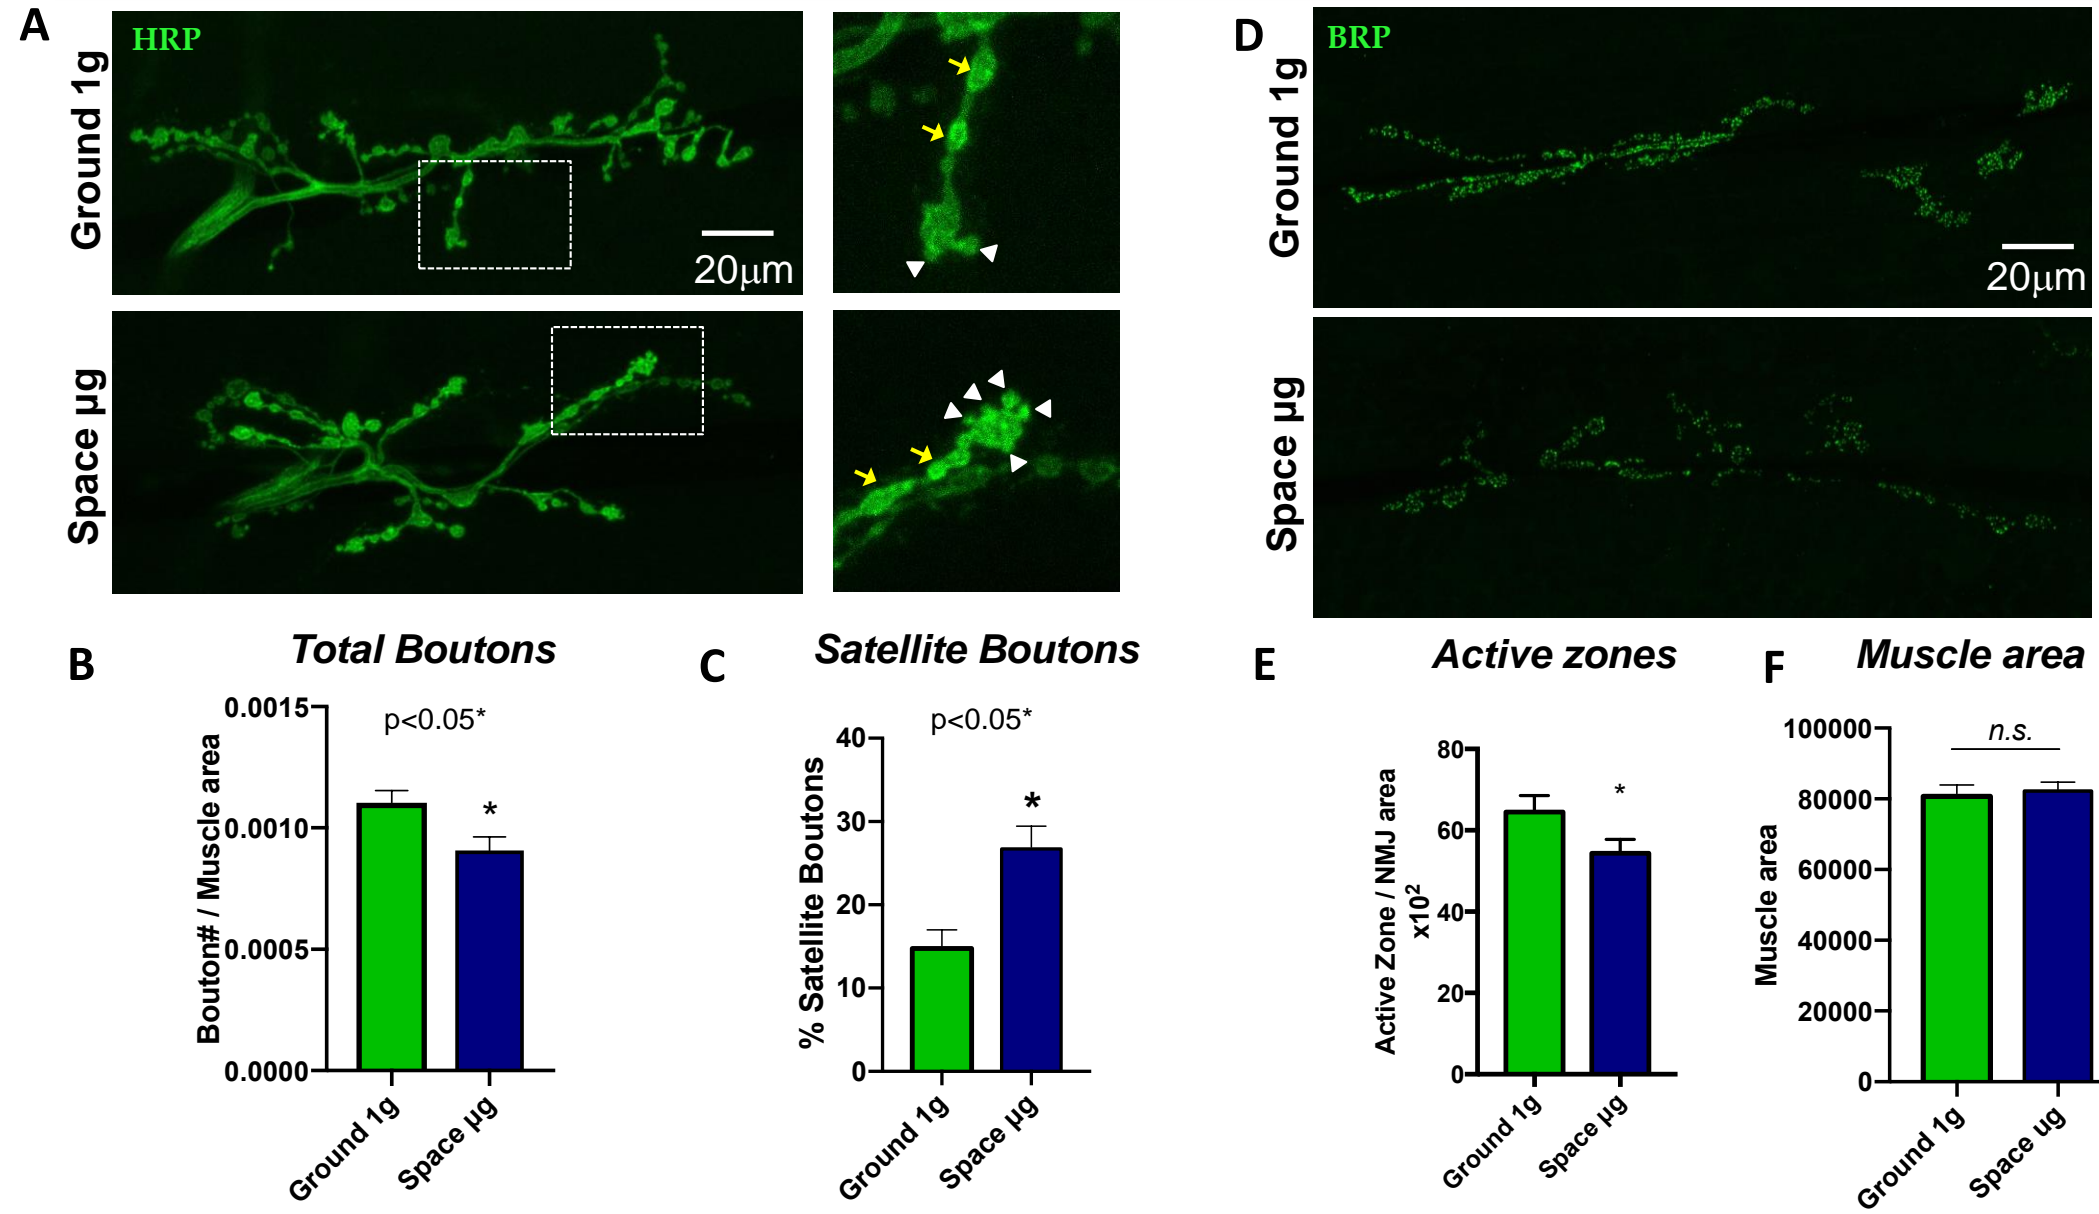 A
HRP
Ground 1g
20μm
Space µg
D
BRP
Ground 1g
20μm
Space µg
B
Total Boutons
p<0.05*
Bouton# / Muscle area
0.0015
0.0010
0.0005
0.0000
*
Ground 1g
Space µg
C
Satellite Boutons
p<0.05*
% Satellite Boutons
40
30
20
10
0
*
Ground 1g
Space µg
E
Active zones
Active Zone / NMJ area
x10²
80
60
40
20
0
*
Ground 1g
Space µg
F
Muscle area
n.s.
Muscle area
100000
80000
60000
40000
20000
0
Ground 1g
Space ug